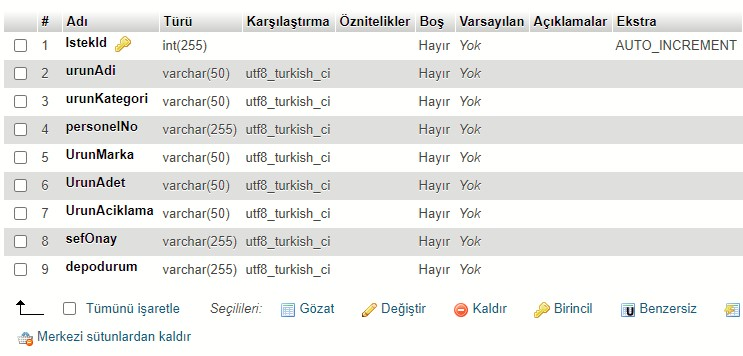 # Adı Türü Karşılaştırma Öznitelikler Boş Varsayılan Açıklamalar Ekstra
1 IstekId int(255) Hayır Yok AUTO_INCREMENT
2 urunAdi varchar(50) utf8_turkish_ci Hayır Yok
3 urunKategori varchar(50) utf8_turkish_ci Hayır Yok
4 personelNo varchar(255) utf8_turkish_ci Hayır Yok
5 UrunMarka varchar(50) utf8_turkish_ci Hayır Yok
6 UrunAdet varchar(50) utf8_turkish_ci Hayır Yok
7 UrunAciklama varchar(50) utf8_turkish_ci Hayır Yok
8 sefOnay varchar(255) utf8_turkish_ci Hayır Yok
9 depodurum varchar(255) utf8_turkish_ci Hayır Yok
Tümünü işaretle Seçilileri: Gözat Değiştir Kaldır Birincil Benzersiz
Merkezi sütunlardan kaldır